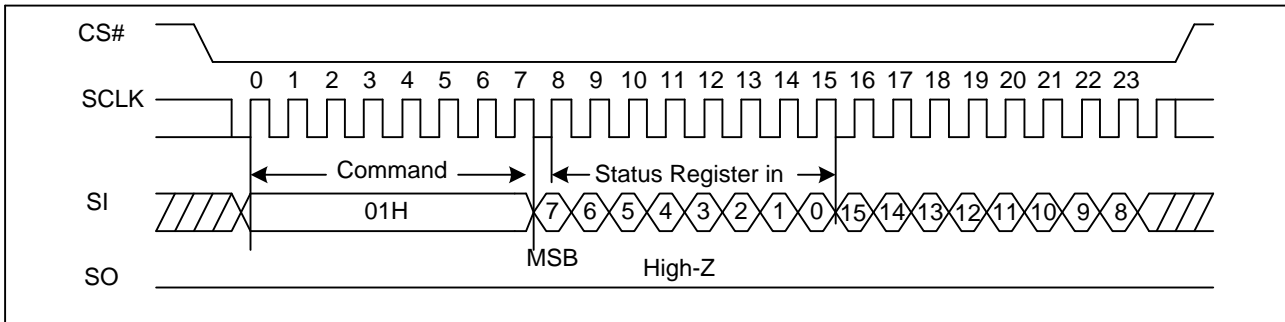 CS#
0 1 2 3 4 5 6 7 8 9 10 11 12 13 14 15 16 17 18 19 20 21 22 23
SCLK
Command Status Register in
SI 01H 7 6 5 4 3 2 1 0 15 14 13 12 11 10 9 8
MSB
SO High-Z